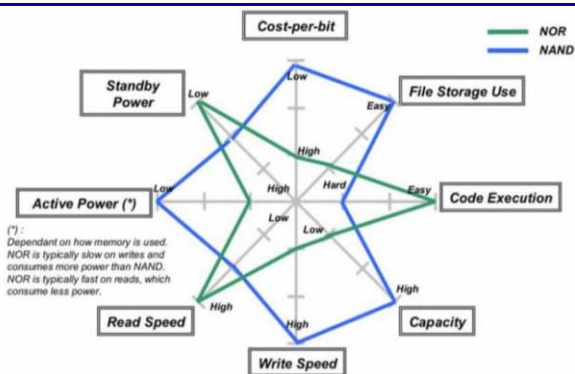 Cost-per-bit
NOR
NAND
Low
Standby
Power
Low
File Storage Use
Easy
High
Active Power (*)
Low
High
Hard
Easy
Code Execution
Low
Low
(*) :
Dependant on how memory is used.
NOR is typically slow on writes and
consumes more power than NAND.
NOR is typically fast on reads, which
consume less power.
High
Read Speed
High
High
Capacity
Write Speed